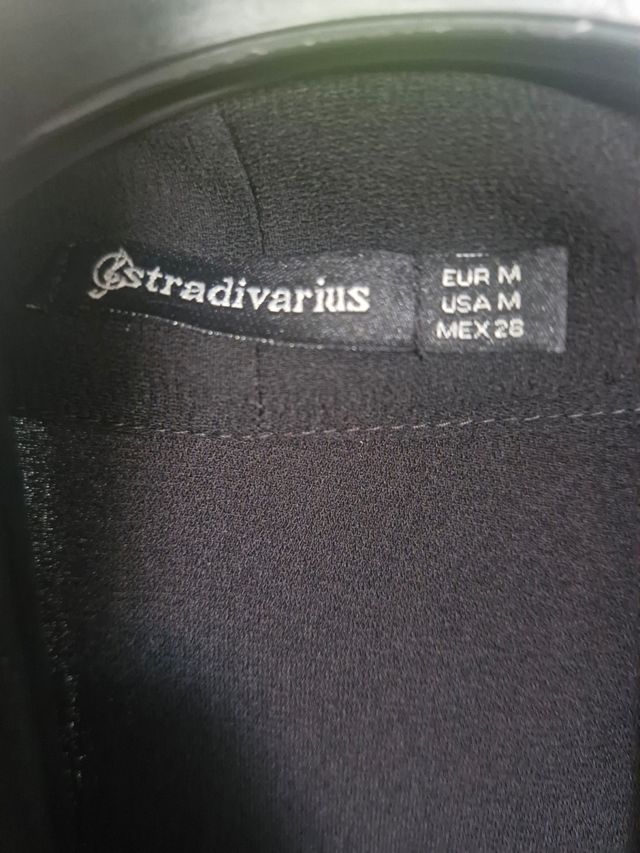 stradivarius
EUR M
USA M
MEX 28